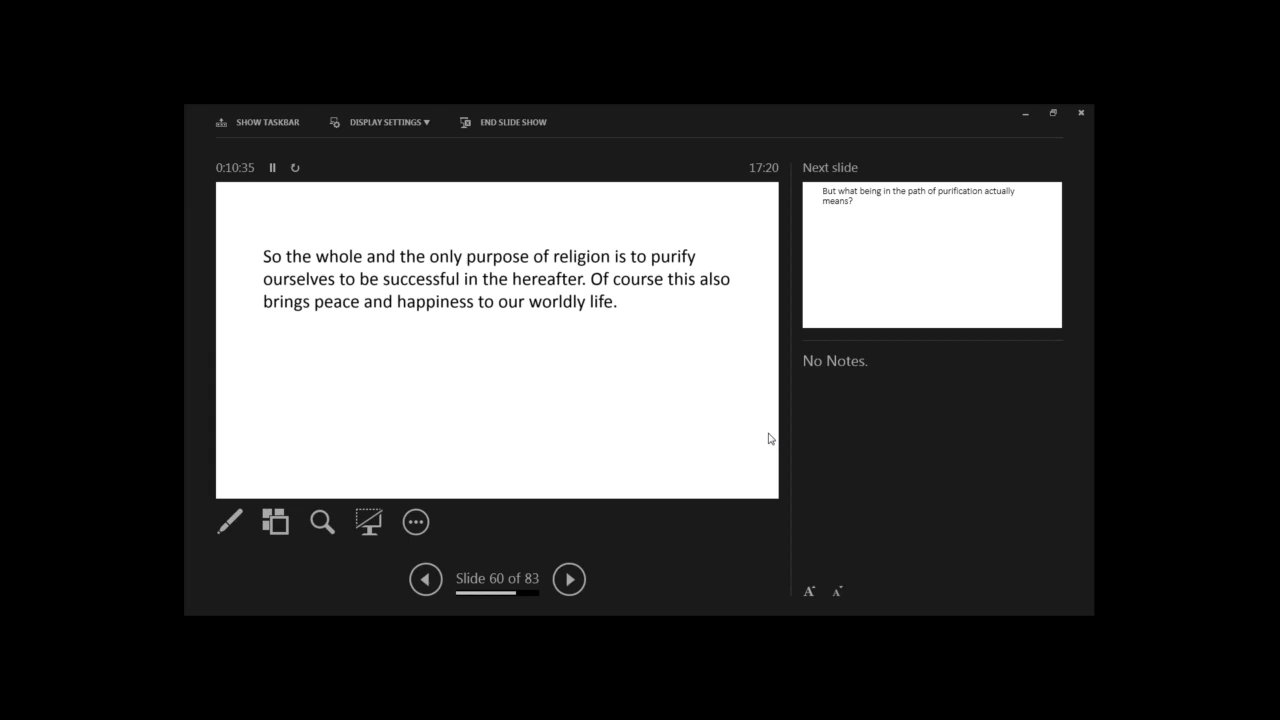 SHOW TASKBAR
DISPLAY SETTINGS ▼
END SLIDE SHOW
0:10:35
17:20
So the whole and the only purpose of religion is to purify
ourselves to be successful in the hereafter. Of course this also
brings peace and happiness to our worldly life.
Slide 60 of 83
Next slide
But what being in the path of purification actually
means?
No Notes.
A A